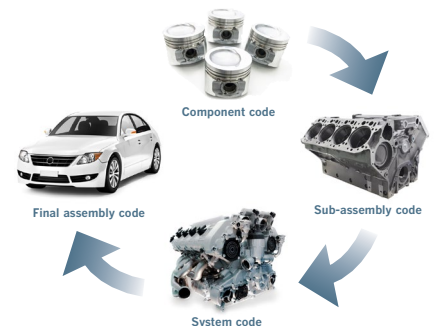 Component code
Sub-assembly code
System code
Final assembly code